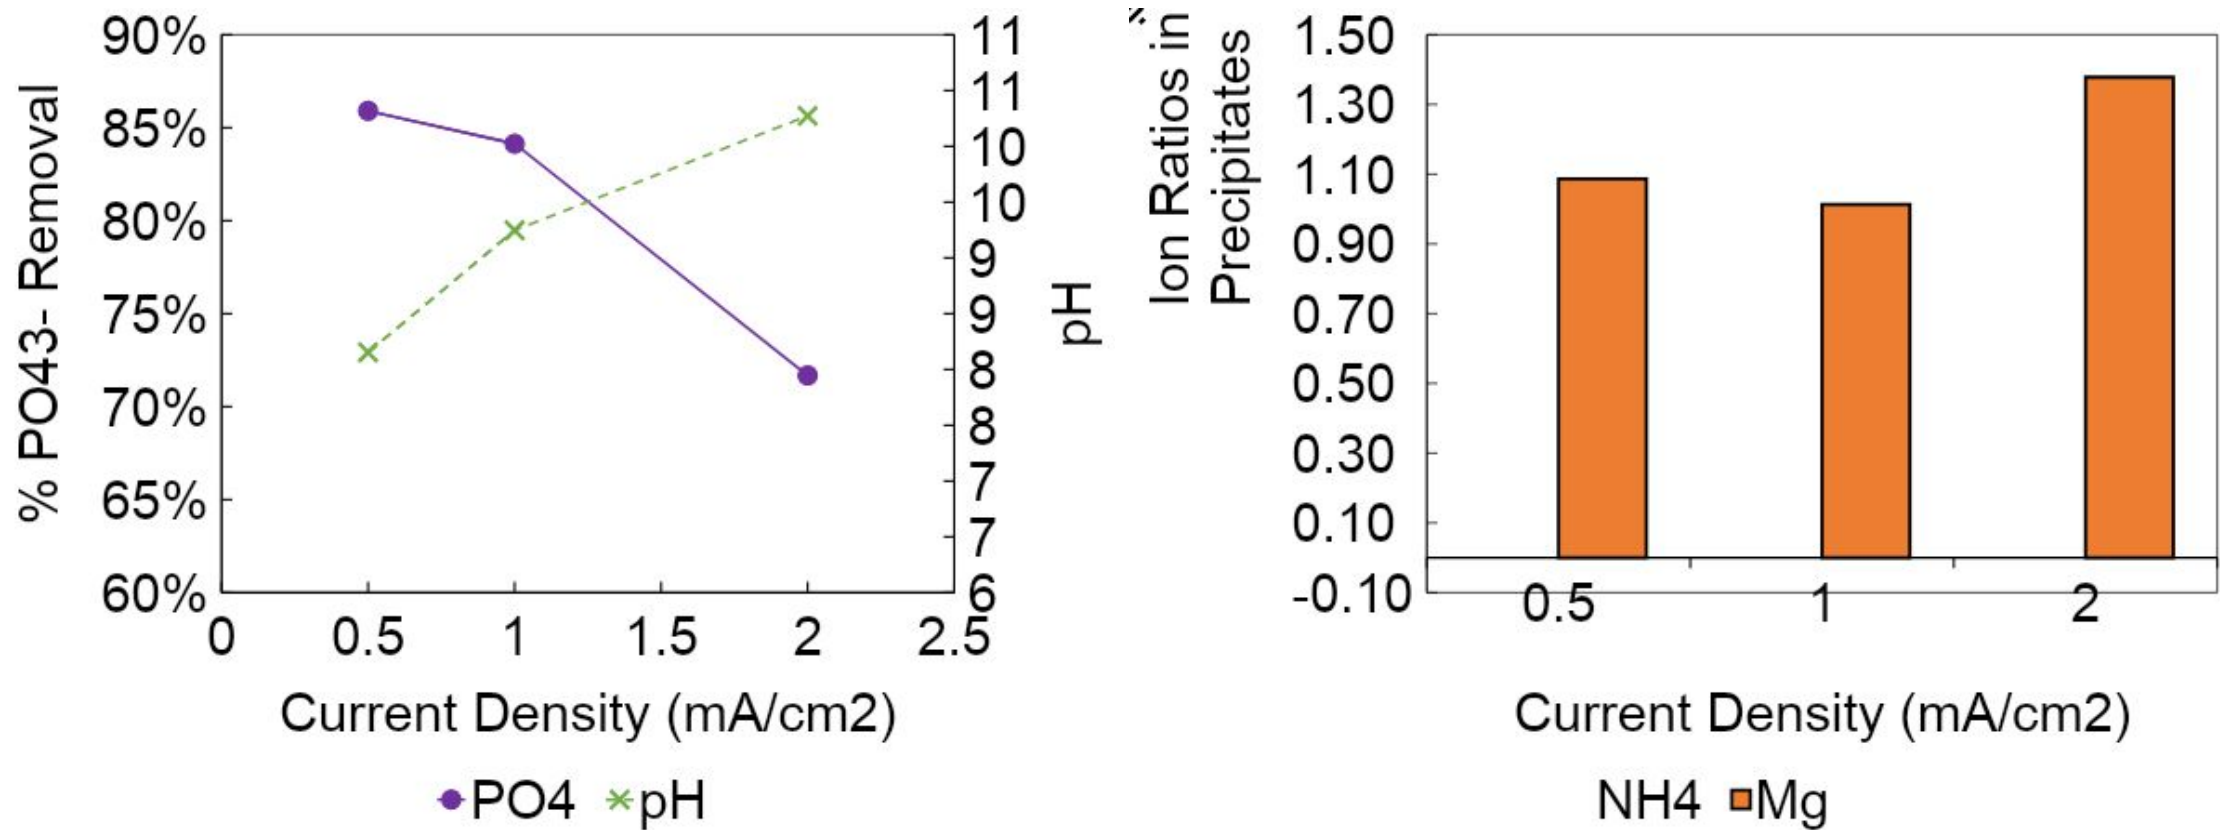 % PO43- Removal
90%
85%
80%
75%
70%
65%
60%
0 0.5 1 1.5 2 2.5
Current Density (mA/cm2)
11
11
10
10
9
9
8
8
7
7
6
pH
PO4 pH
Ion Ratios in
Precipitates
1.50
1.30
1.10
0.90
0.70
0.50
0.30
0.10
-0.10
0.5 1 2
Current Density (mA/cm2)
NH4 Mg